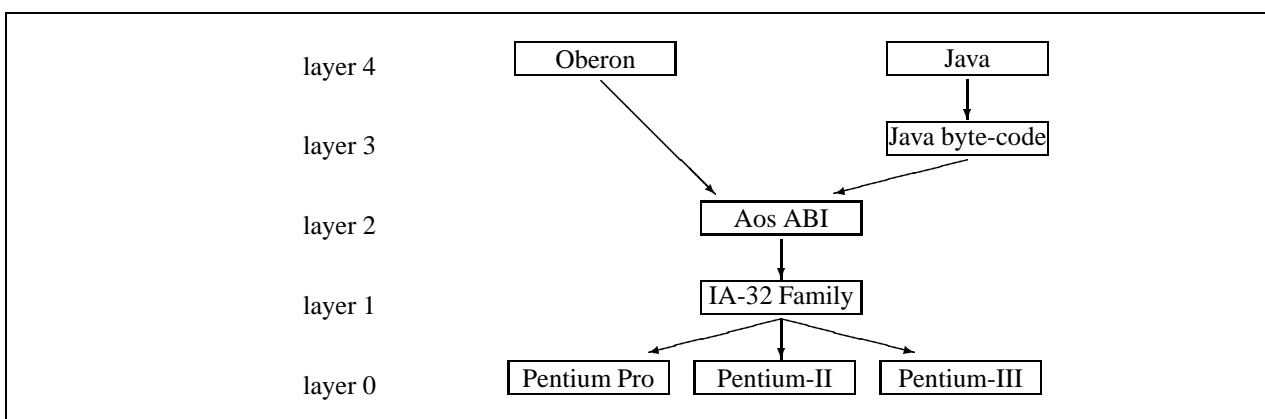 layer 4 Oberon Java
layer 3 Java byte-code
layer 2 Aos ABI
layer 1 IA-32 Family
layer 0 Pentium Pro Pentium-II Pentium-III